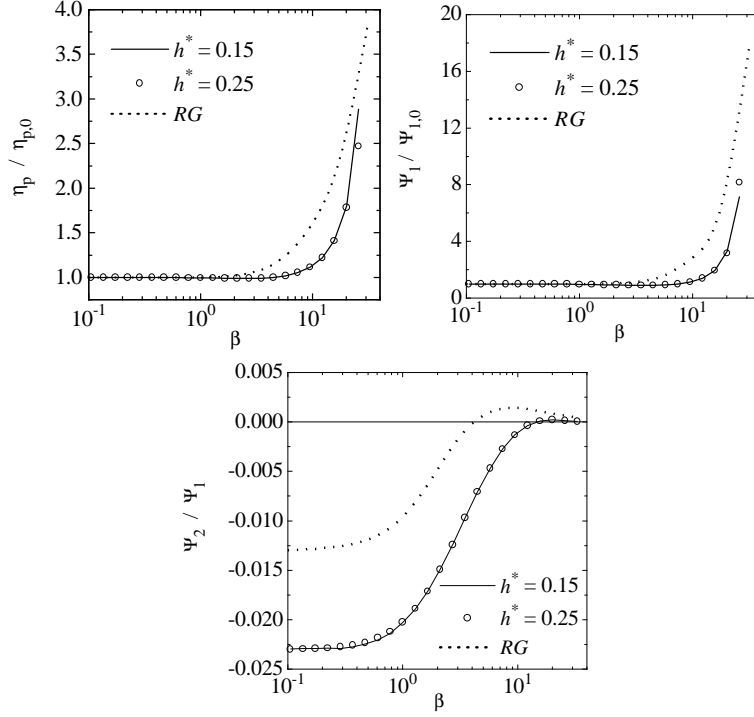 4.0
3.5
3.0
2.5
2.0
1.5
1.0
η_p / η_p,0
h* = 0.15
h* = 0.25
RG
10^-1
10^0
10^1
β
20
16
12
8
4
0
Ψ_1 / Ψ_1,0
h* = 0.15
h* = 0.25
RG
10^-1
10^0
10^1
β
0.005
0.000
-0.005
-0.010
-0.015
-0.020
-0.025
Ψ_2 / Ψ_1
h* = 0.15
h* = 0.25
RG
10^-1
10^0
10^1
β